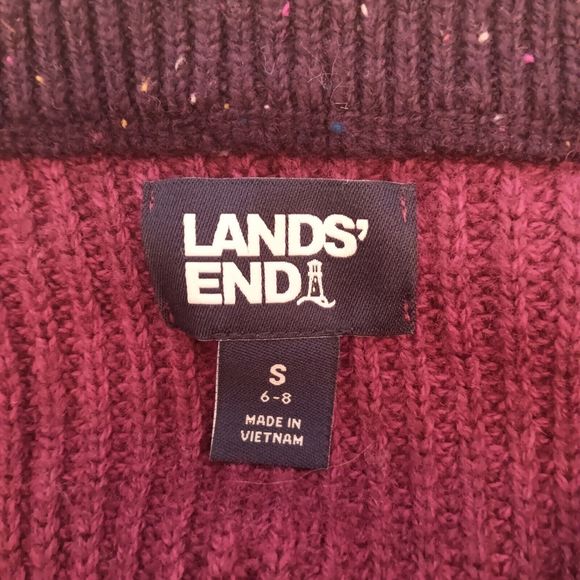 LANDS'
END
S
6-8
MADE IN
VIETNAM